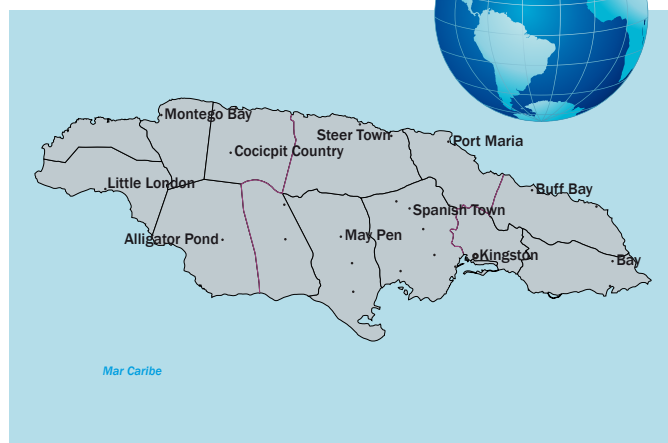 Montego Bay
Steer Town
Port Maria
Cocicpit Country
Little London
Buff Bay
Spanish Town
Alligator Pond
May Pen
Kingston
Bay
Mar Caribe